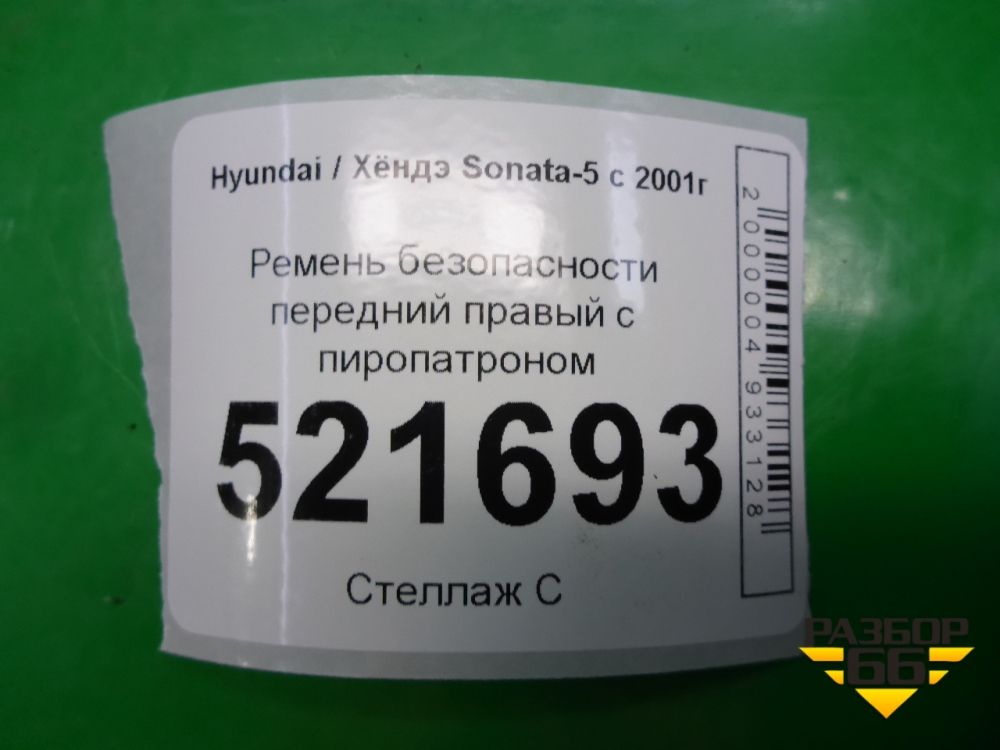 Hyundai / Хёндэ Sonata-5 с 2001г
Ремень безопасности
передний правый с
пиропатроном
521693
Стеллаж С
2000004933128
РАЗБОР
66